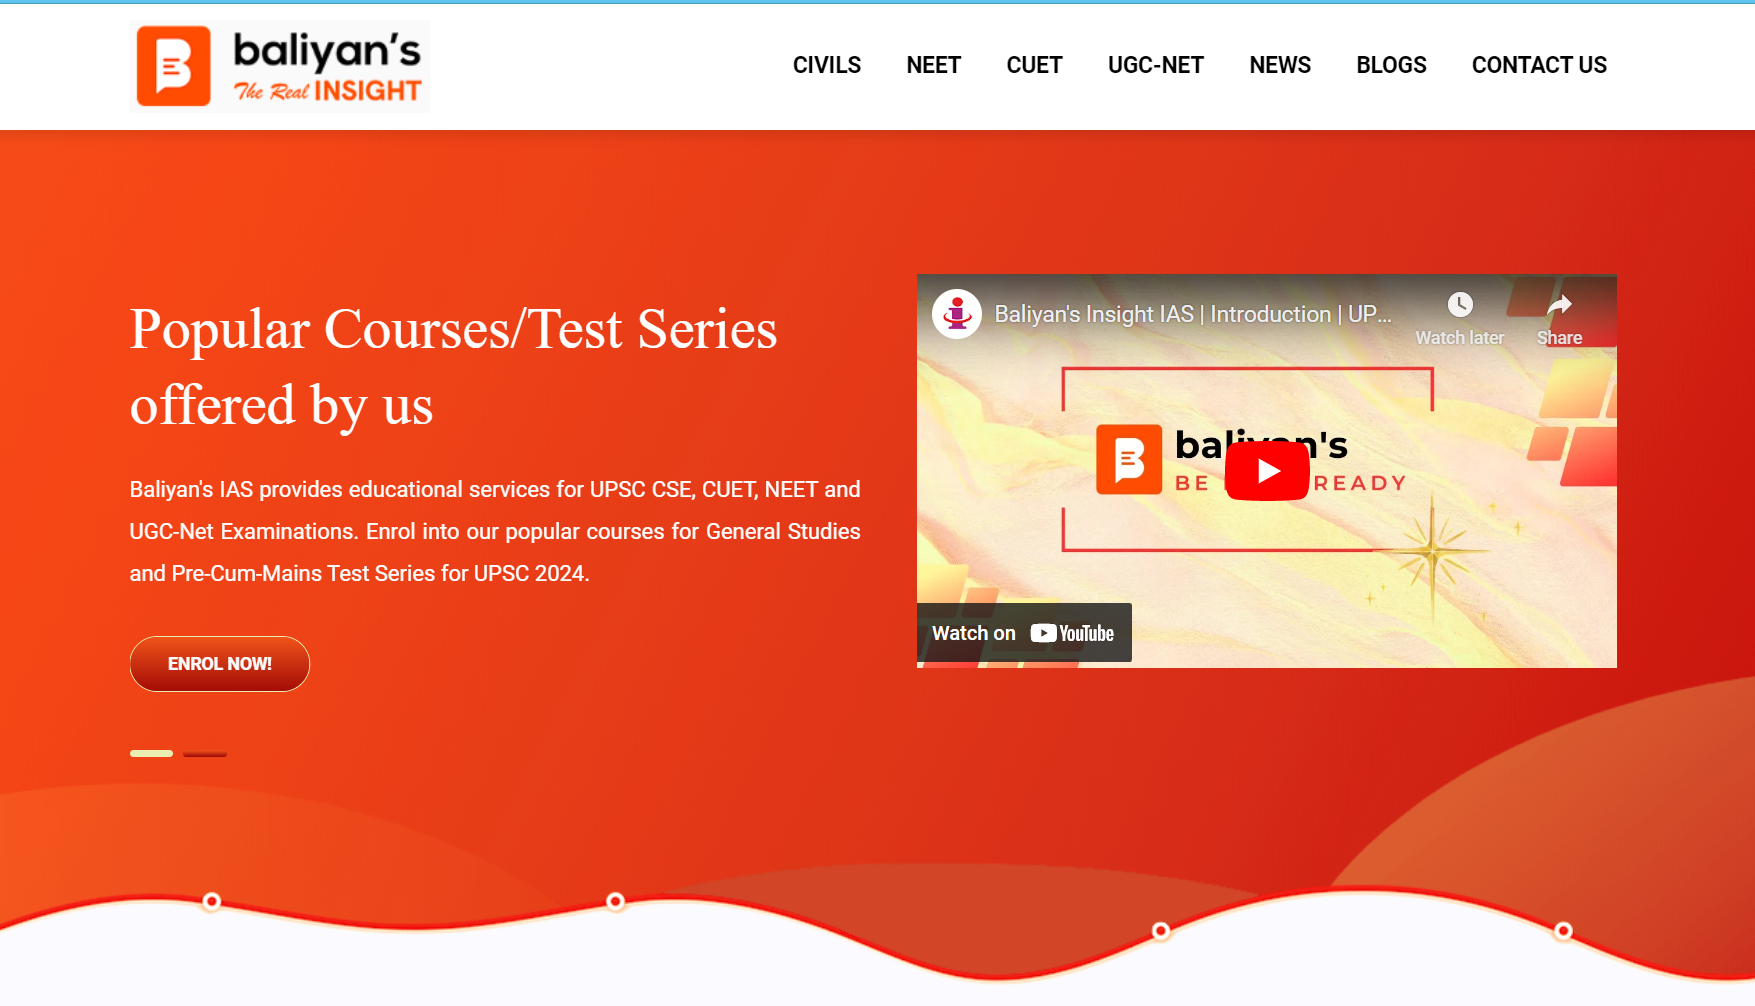 baliyan's
The Real INSIGHT
CIVILS NEET CUET UGC-NET NEWS BLOGS CONTACT US
Popular Courses/Test Series
offered by us
Baliyan's IAS provides educational services for UPSC CSE, CUET, NEET and
UGC-Net Examinations. Enrol into our popular courses for General Studies
and Pre-Cum-Mains Test Series for UPSC 2024.
ENROL NOW!
Baliyan's Insight IAS | Introduction | UP...
Watch later
Share
BE READY
Watch on YouTube